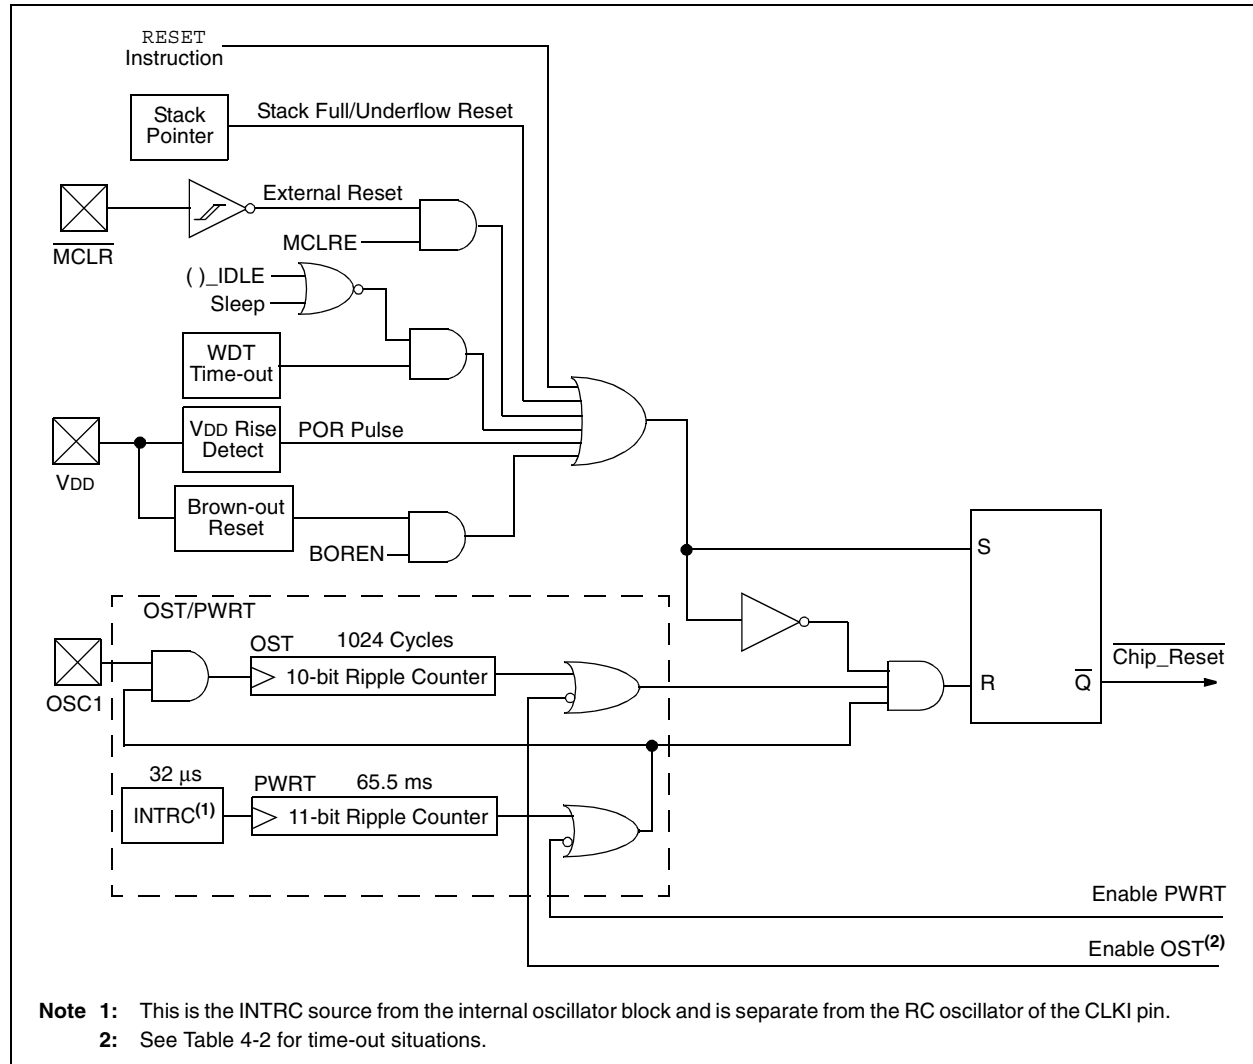 RESET
Instruction
Stack
Pointer
Stack Full/Underflow Reset
External Reset
MCLR
MCLRE
( )_IDLE
Sleep
WDT
Time-out
VDD
VDD Rise
Detect
POR Pulse
Brown-out
Reset
BOREN
S
R
Q
Chip_Reset
OST/PWRT
OSC1
OST
1024 Cycles
10-bit Ripple Counter
32 μs
INTRC(1)
PWRT
65.5 ms
11-bit Ripple Counter
Enable PWRT
Enable OST(2)
Note 1: This is the INTRC source from the internal oscillator block and is separate from the RC oscillator of the CLKI pin.
2: See Table 4-2 for time-out situations.